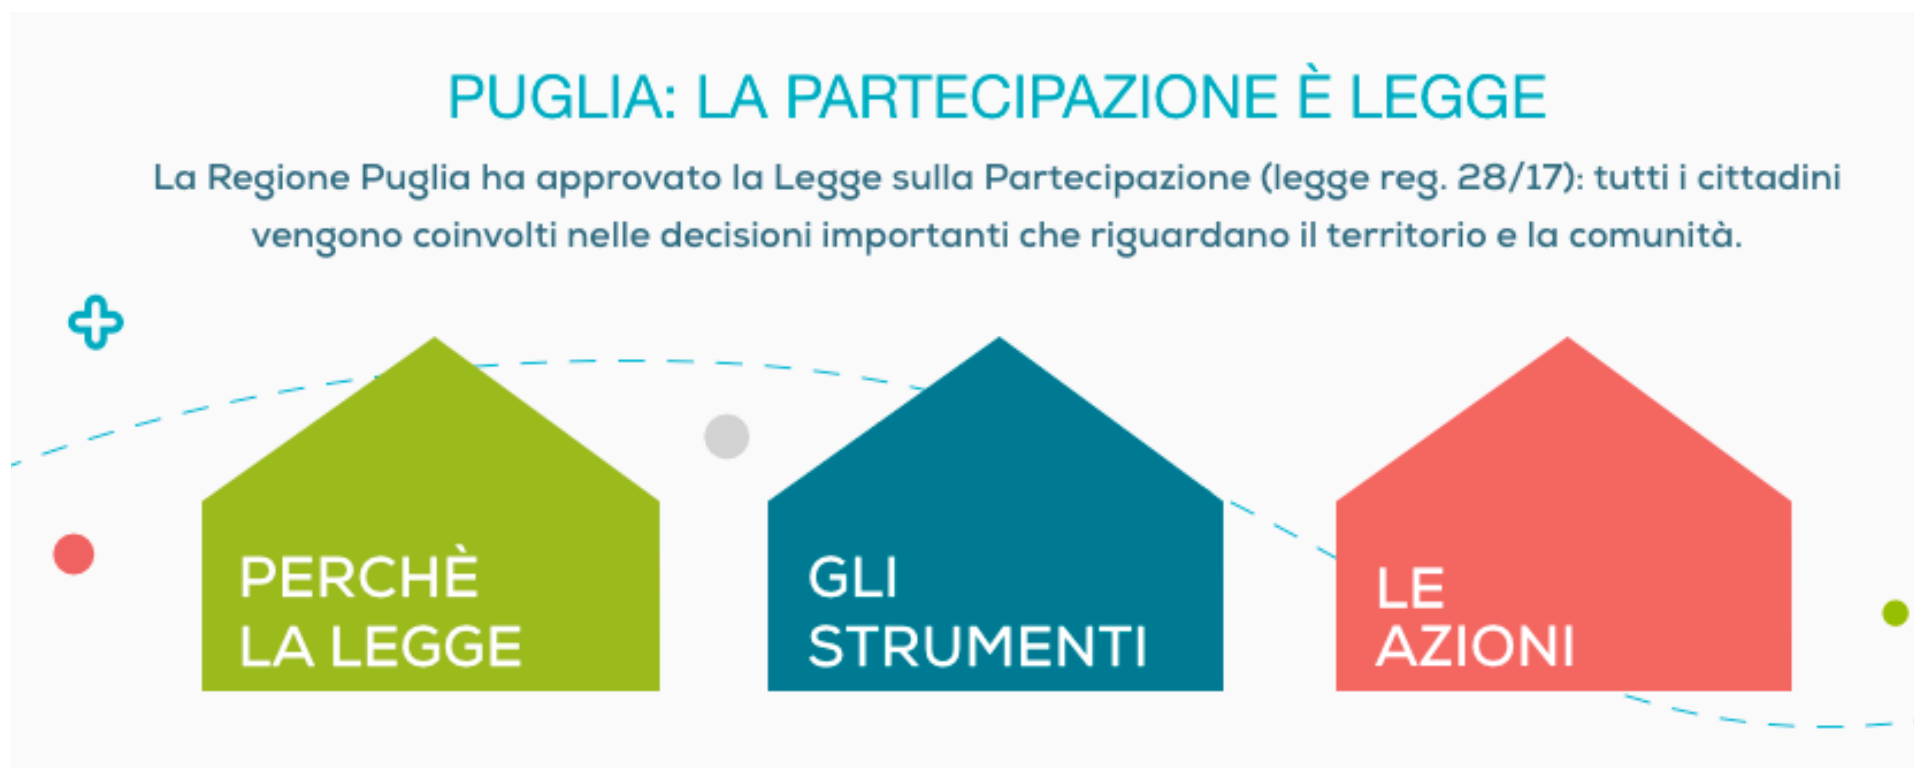 PUGLIA: LA PARTECIPAZIONE È LEGGE
La Regione Puglia ha approvato la Legge sulla Partecipazione (legge reg. 28/17): tutti i cittadini
vengono coinvolti nelle decisioni importanti che riguardano il territorio e la comunità.
PERCHÈ
LA LEGGE
GLI
STRUMENTI
LE
AZIONI